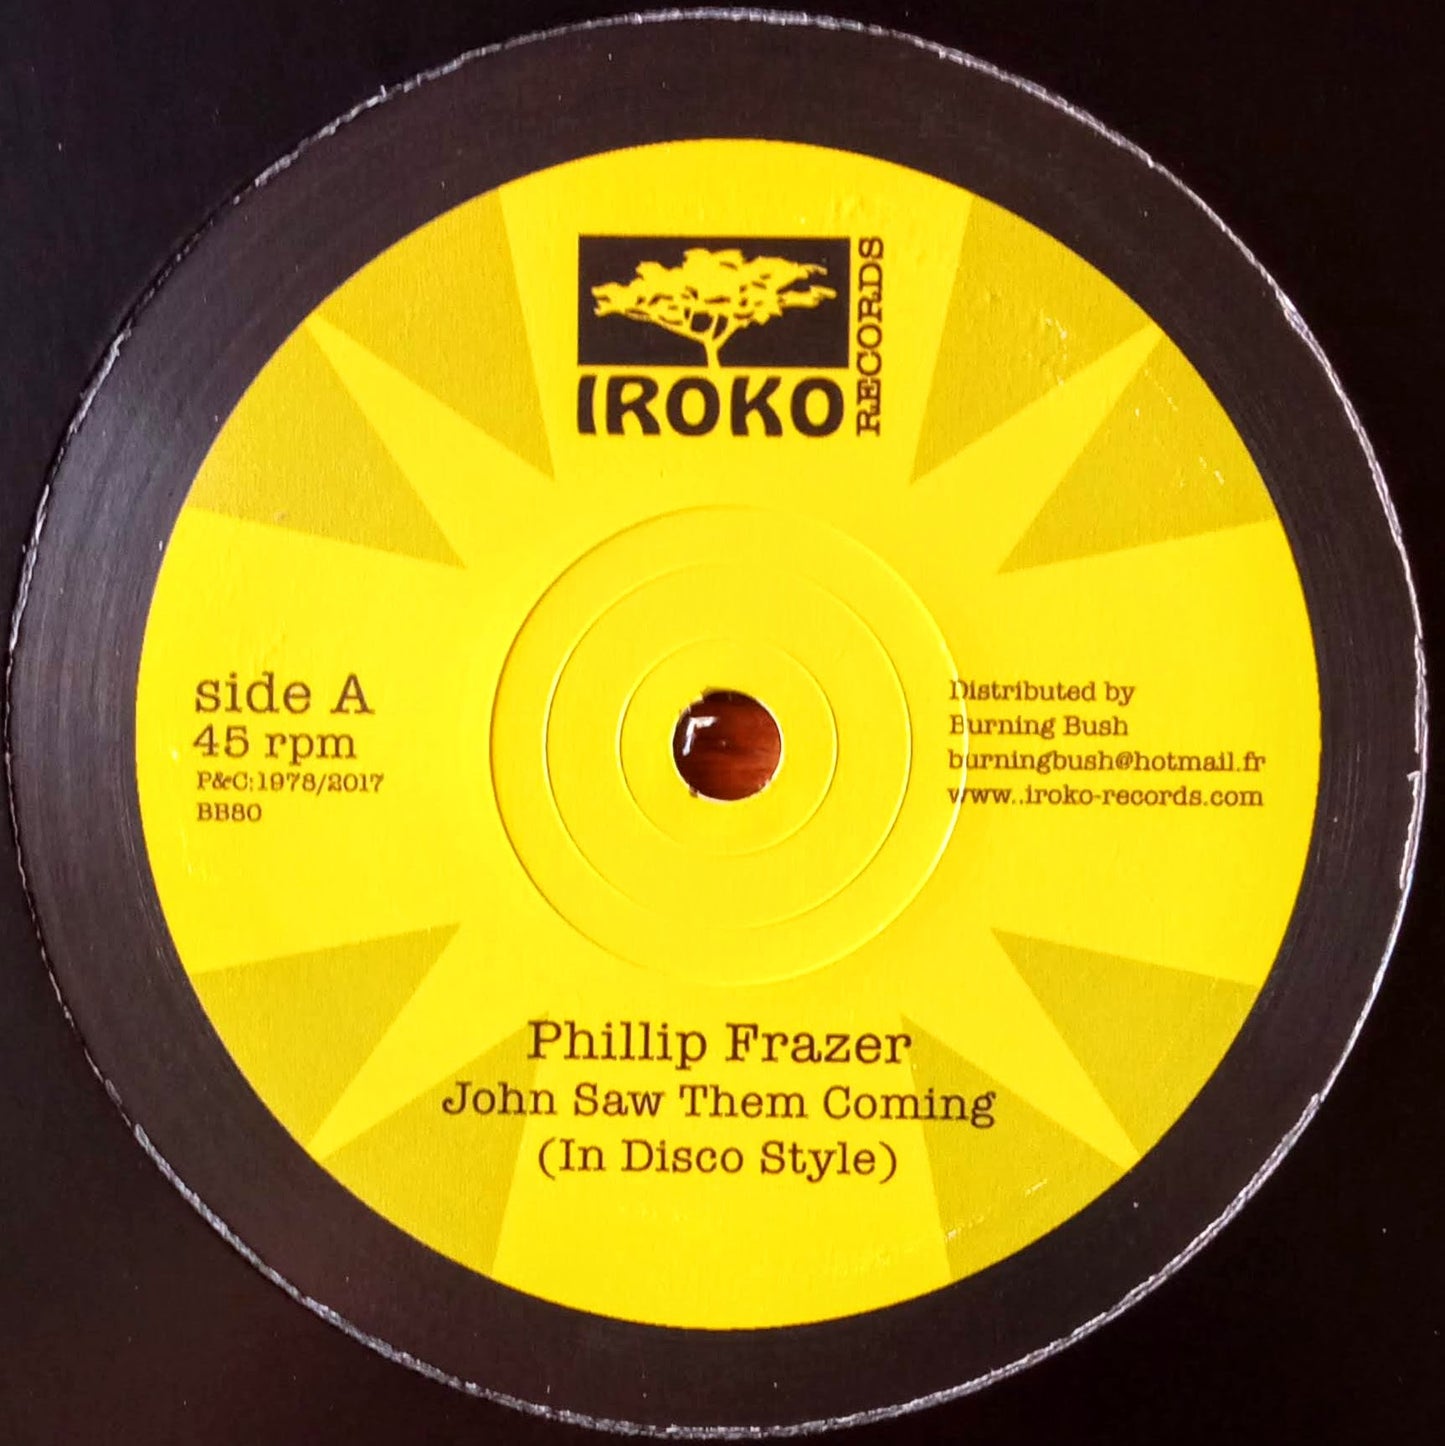 IROKO
RECORDS
side A
45 rpm
P&C:1978/2017
BB80
Distributed by
Burning Bush
burningbush@hotmail.fr
www..iroko-records.com
Phillip Frazer
John Saw Them Coming
(In Disco Style)